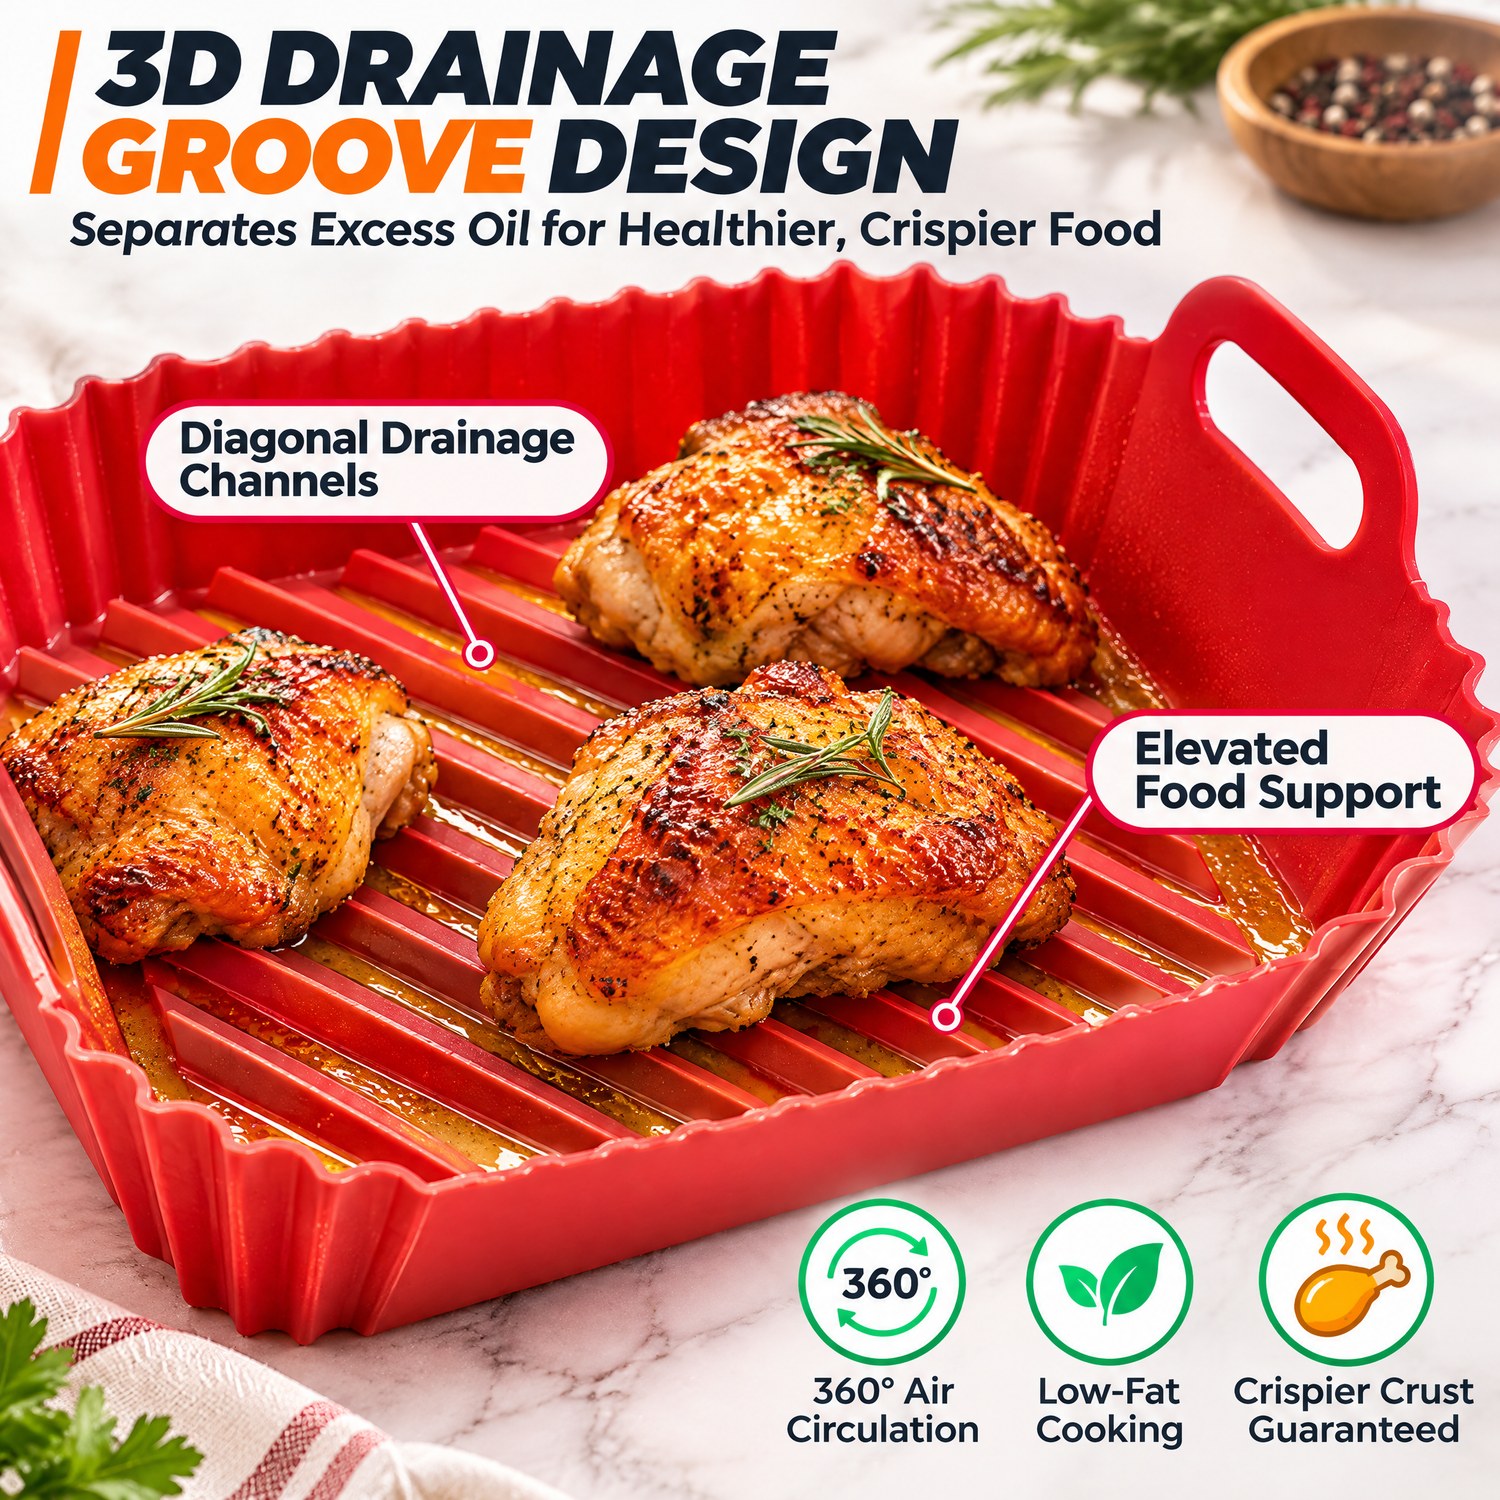 3D DRAINAGE
GROOVE DESIGN
Separates Excess Oil for Healthier, Crispier Food
Diagonal Drainage
Channels
Elevated
Food Support
360°
360° Air
Circulation
Low-Fat
Cooking
Crispier Crust
Guaranteed